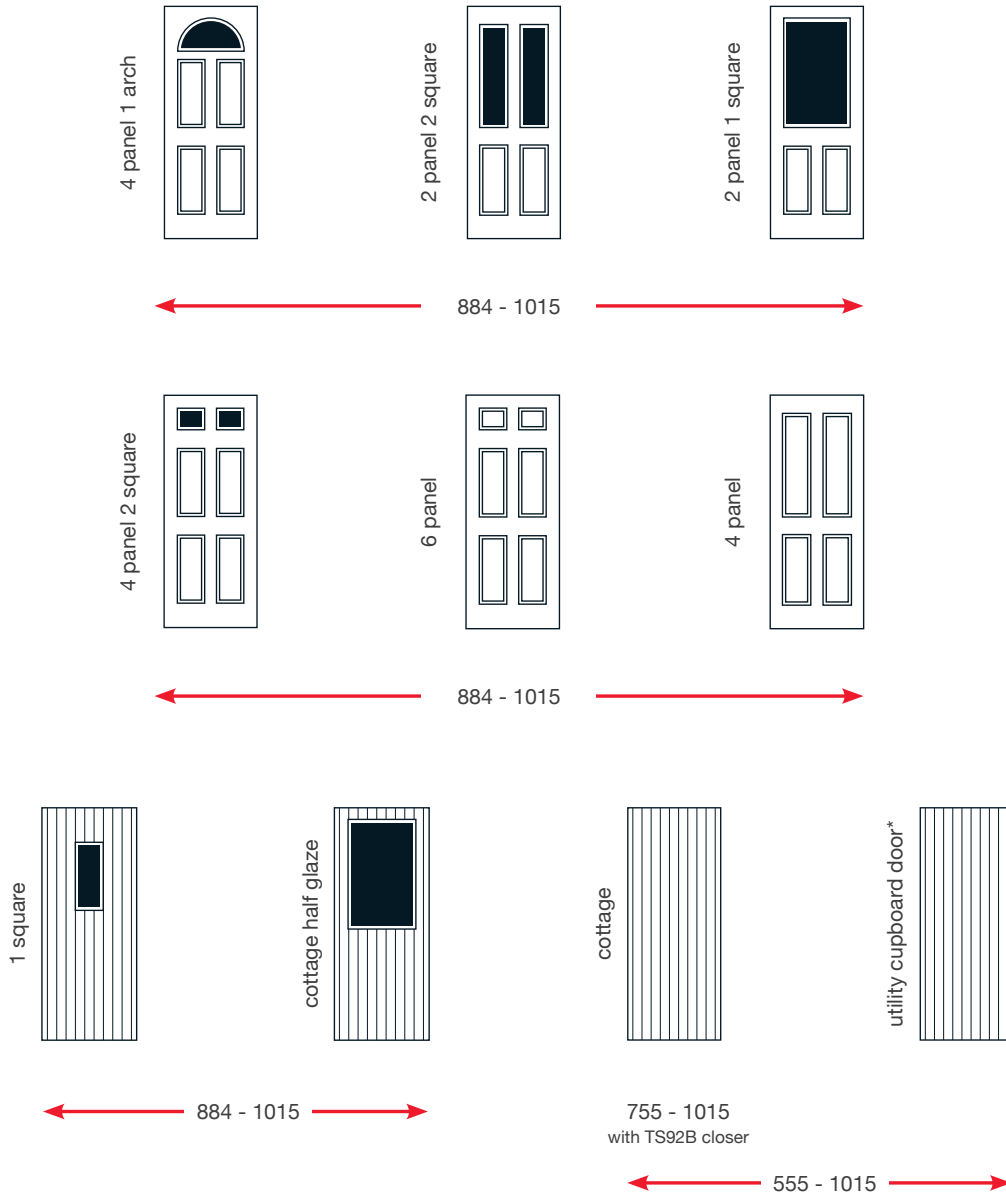 4 panel 1 arch
2 panel 2 square
2 panel 1 square
884 - 1015
4 panel 2 square
6 panel
4 panel
884 - 1015
1 square
cottage half glaze
cottage
utility cupboard door*
884 - 1015
755 - 1015
with TS92B closer
555 - 1015